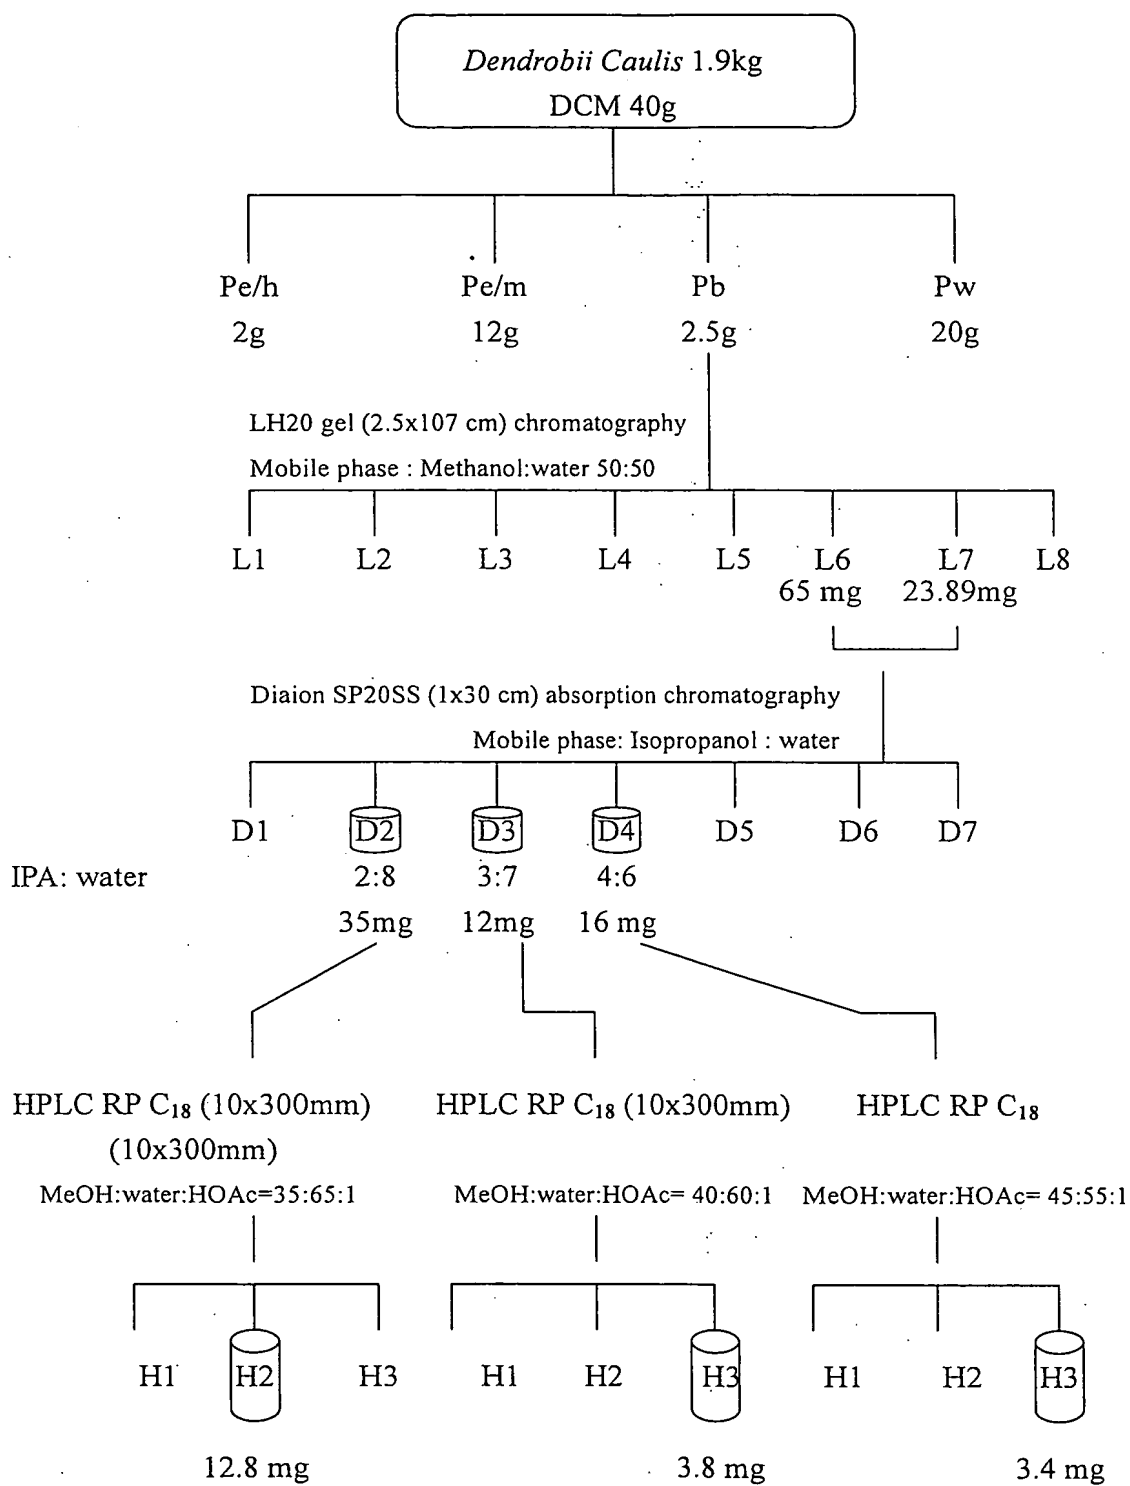 Dendrobii Caulis 1.9kg
DCM 40g
Pe/h Pe/m Pb Pw
2g 12g 2.5g 20g
LH20 gel (2.5x107 cm) chromatography
Mobile phase : Methanol:water 50:50
L1 L2 L3 L4 L5 L6 L7 L8
65 mg 23.89mg
Diaion SP20SS (1x30 cm) absorption chromatography
Mobile phase: Isopropanol : water
D1 D2 D3 D4 D5 D6 D7
IPA: water 2:8 3:7 4:6
35mg 12mg 16 mg
HPLC RP C₁₈ (10x300mm) HPLC RP C₁₈ (10x300mm) HPLC RP C₁₈
(10x300mm)
MeOH:water:HOAc=35:65:1 MeOH:water:HOAc= 40:60:1 MeOH:water:HOAc= 45:55:1
H1 H2 H3 H1 H2 H3 H1 H2 H3
12.8 mg 3.8 mg 3.4 mg